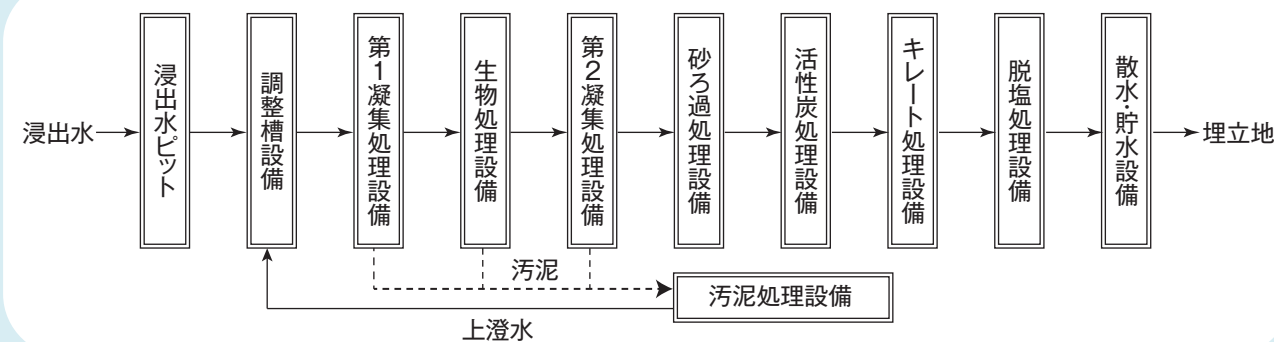 浸出水
浸出水ピット
調整槽設備
第1凝集処理設備
生物処理設備
第2凝集処理設備
砂ろ過処理設備
活性炭処理設備
キレート処理設備
脱塩処理設備
散水・貯水設備
埋立地
汚泥
汚泥処理設備
上澄水